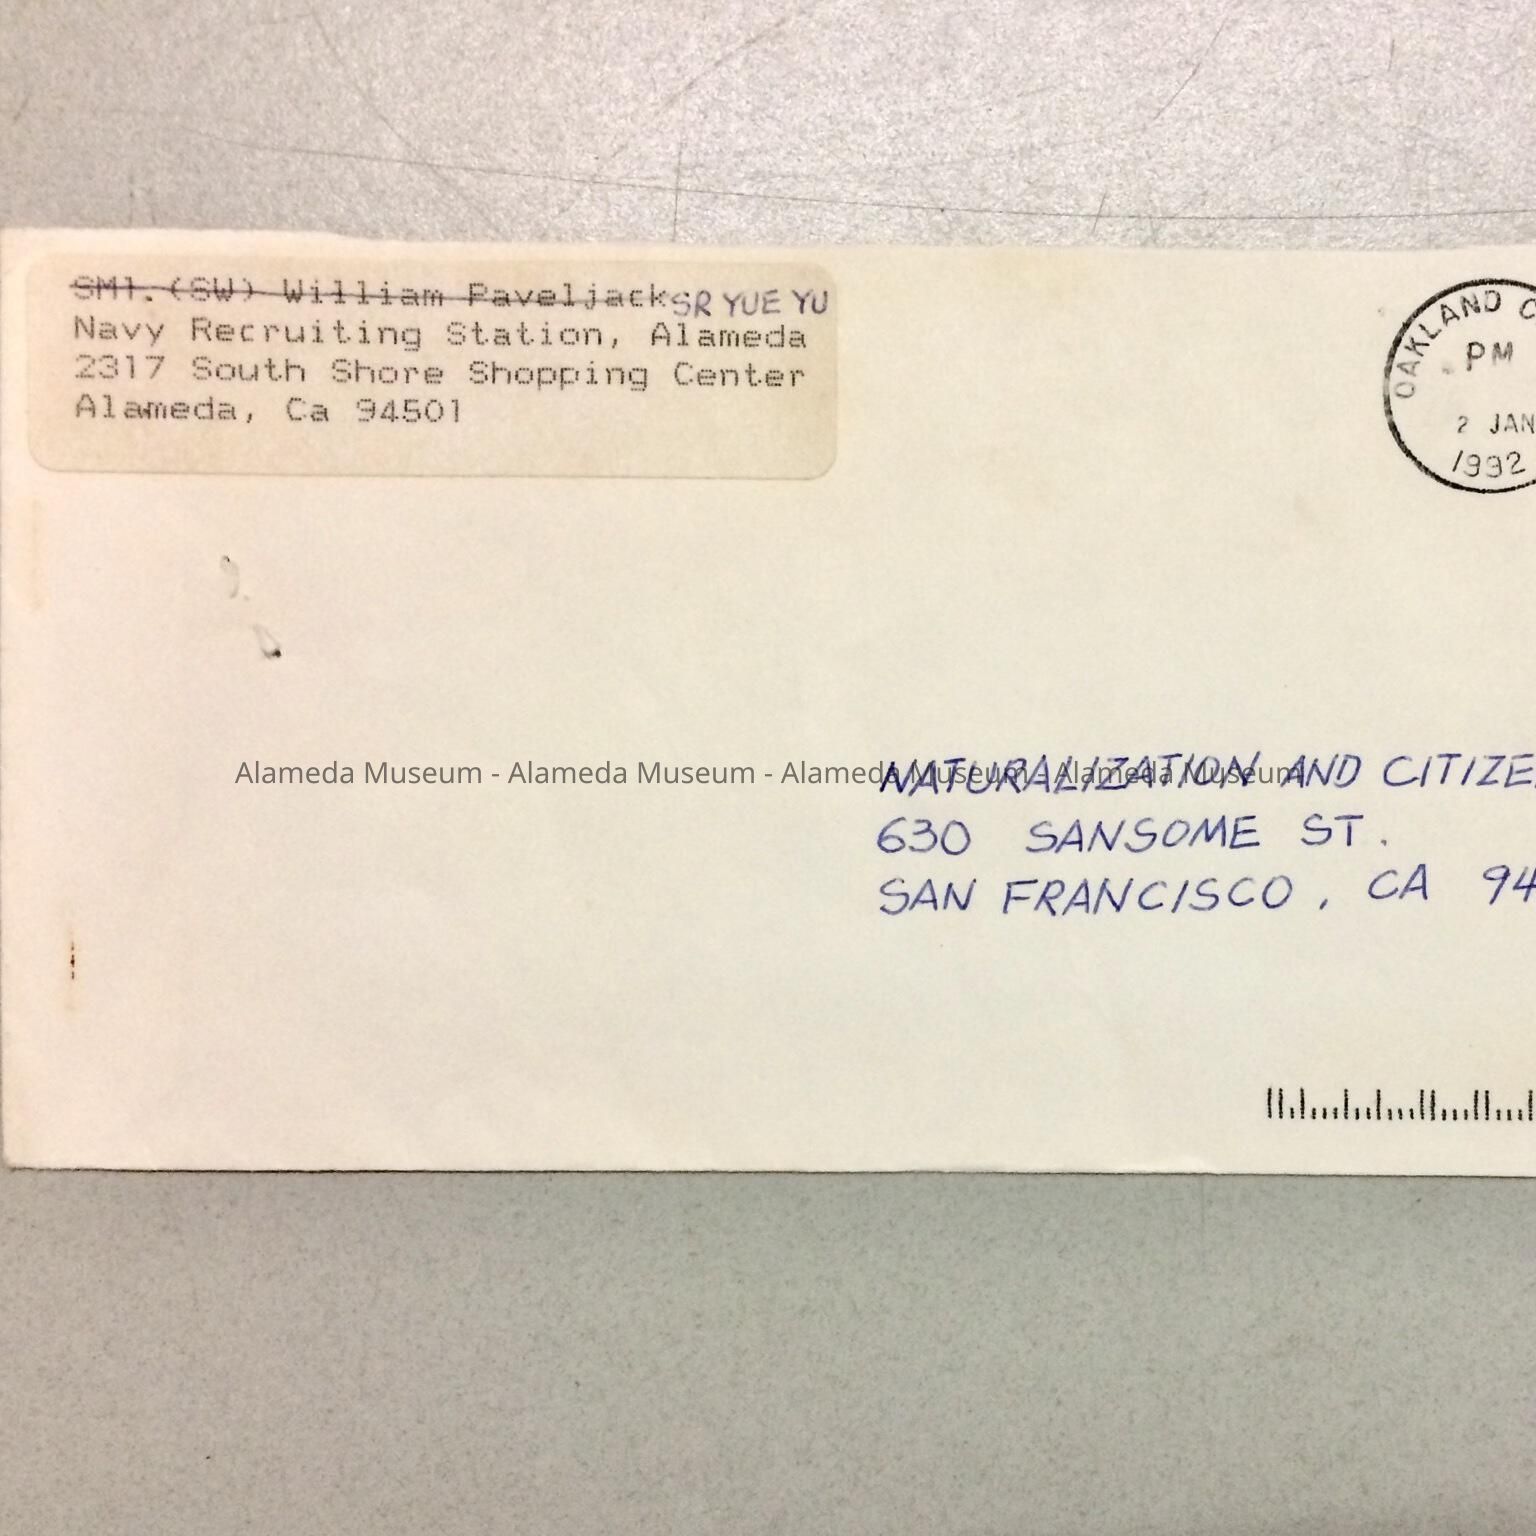 SM1. (SW) William Paveljack SR YUE YU
Navy Recruiting Station, Alameda
2317 South Shore Shopping Center
Alameda, Ca 94501
OAKLAND C
PM
2 JAN
1992
Alameda Museum - Alameda Museum - Alameda Museum - Alameda Museum
NATURALIZATION AND CITIZE
630 SANSOME ST.
SAN FRANCISCO, CA 94